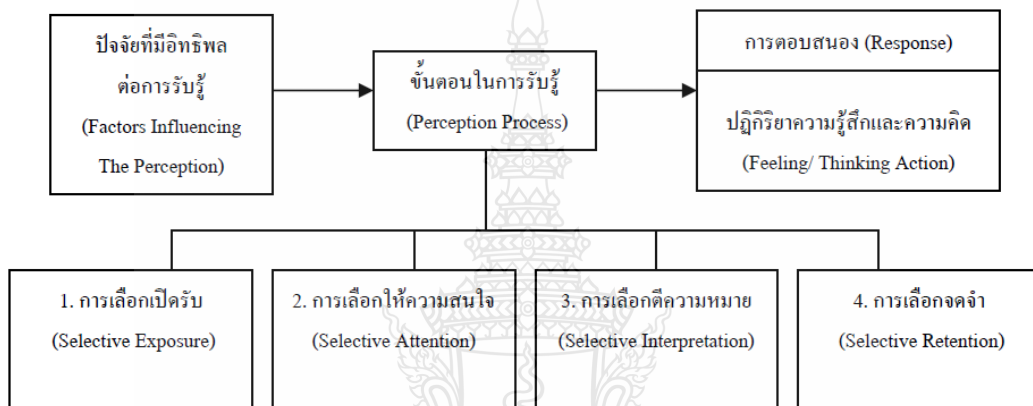 ปัจจัยที่มีอิทธิพล
ต่อการรับรู้
(Factors Influencing
The Perception)
ขั้นตอนในการรับรู้
(Perception Process)
การตอบสนอง (Response)
ปฏิกิริยาความรู้สึกและความคิด
(Feeling/ Thinking Action)
1. การเลือกเปิดรับ
(Selective Exposure)
2. การเลือกให้ความสนใจ
(Selective Attention)
3. การเลือกตีความหมาย
(Selective Interpretation)
4. การเลือกจดจำ
(Selective Retention)